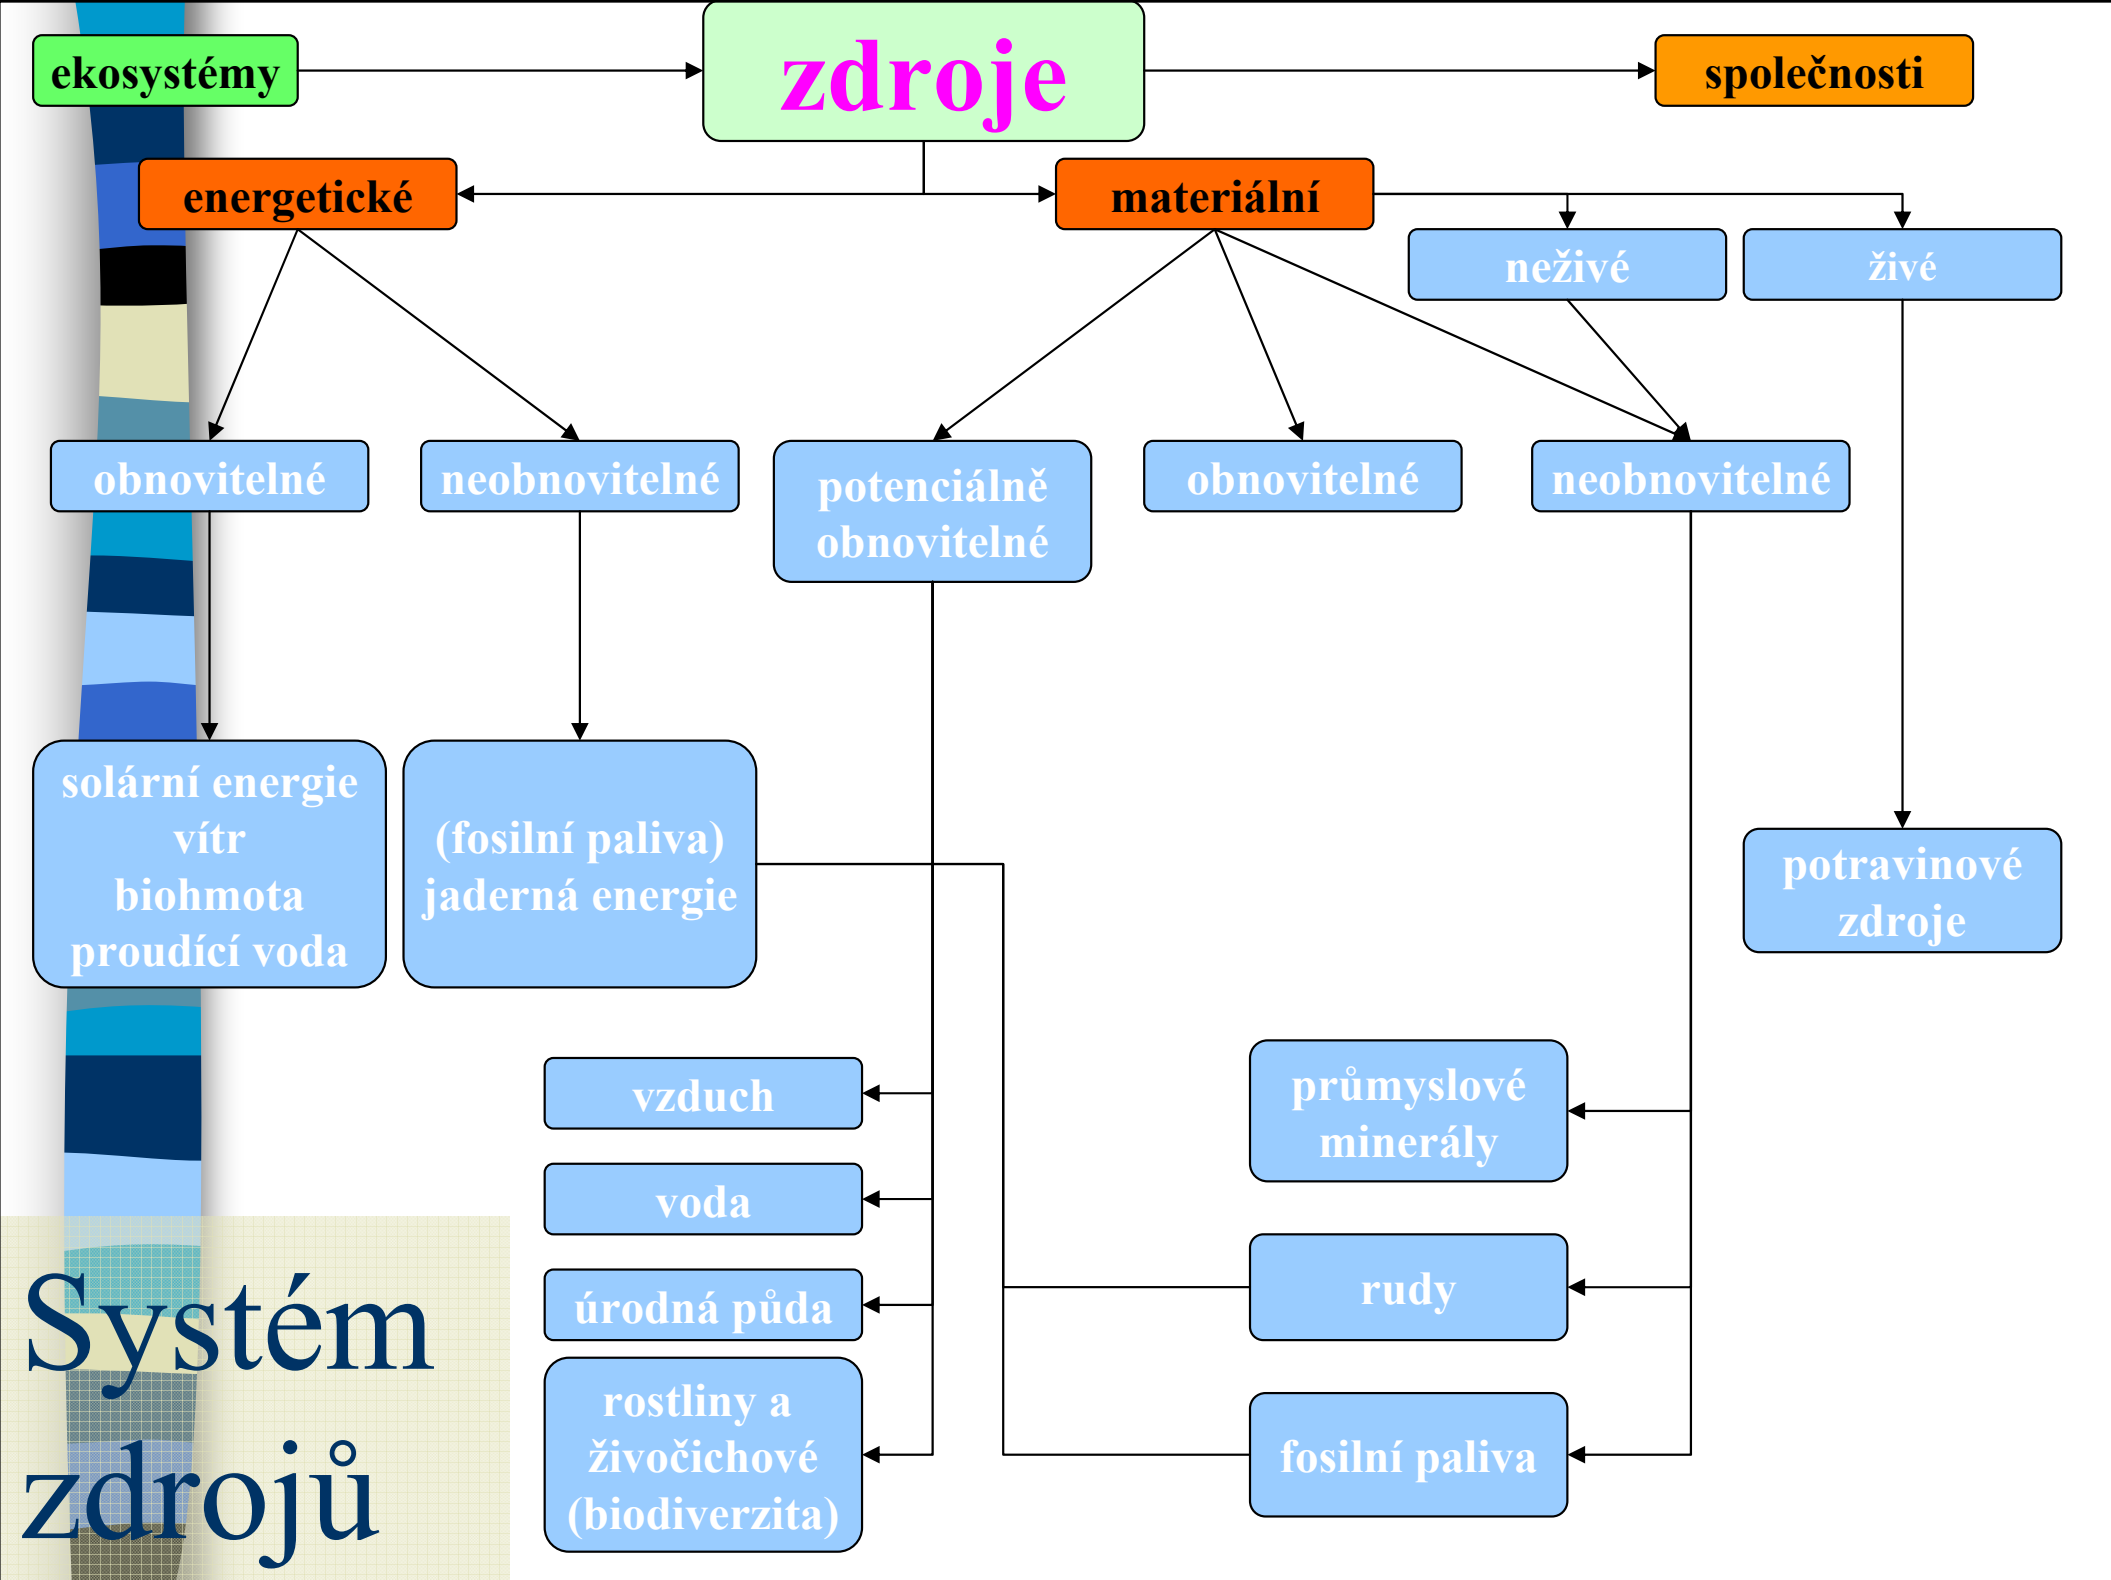 ekosystémy
zdroje
společnosti
energetické
materiální
neživé
živé
obnovitelné
neobnovitelné
potenciálně
obnovitelné
obnovitelné
neobnovitelné
solární energie
vítr
biohmota
proudící voda
(fosilní paliva)
jaderná energie
potravinové
zdroje
vzduch
voda
úrodná půda
rostliny a
živočichové
(biodiverzita)
průmyslové
minerály
rudy
fosilní paliva
Systém
zdrojů